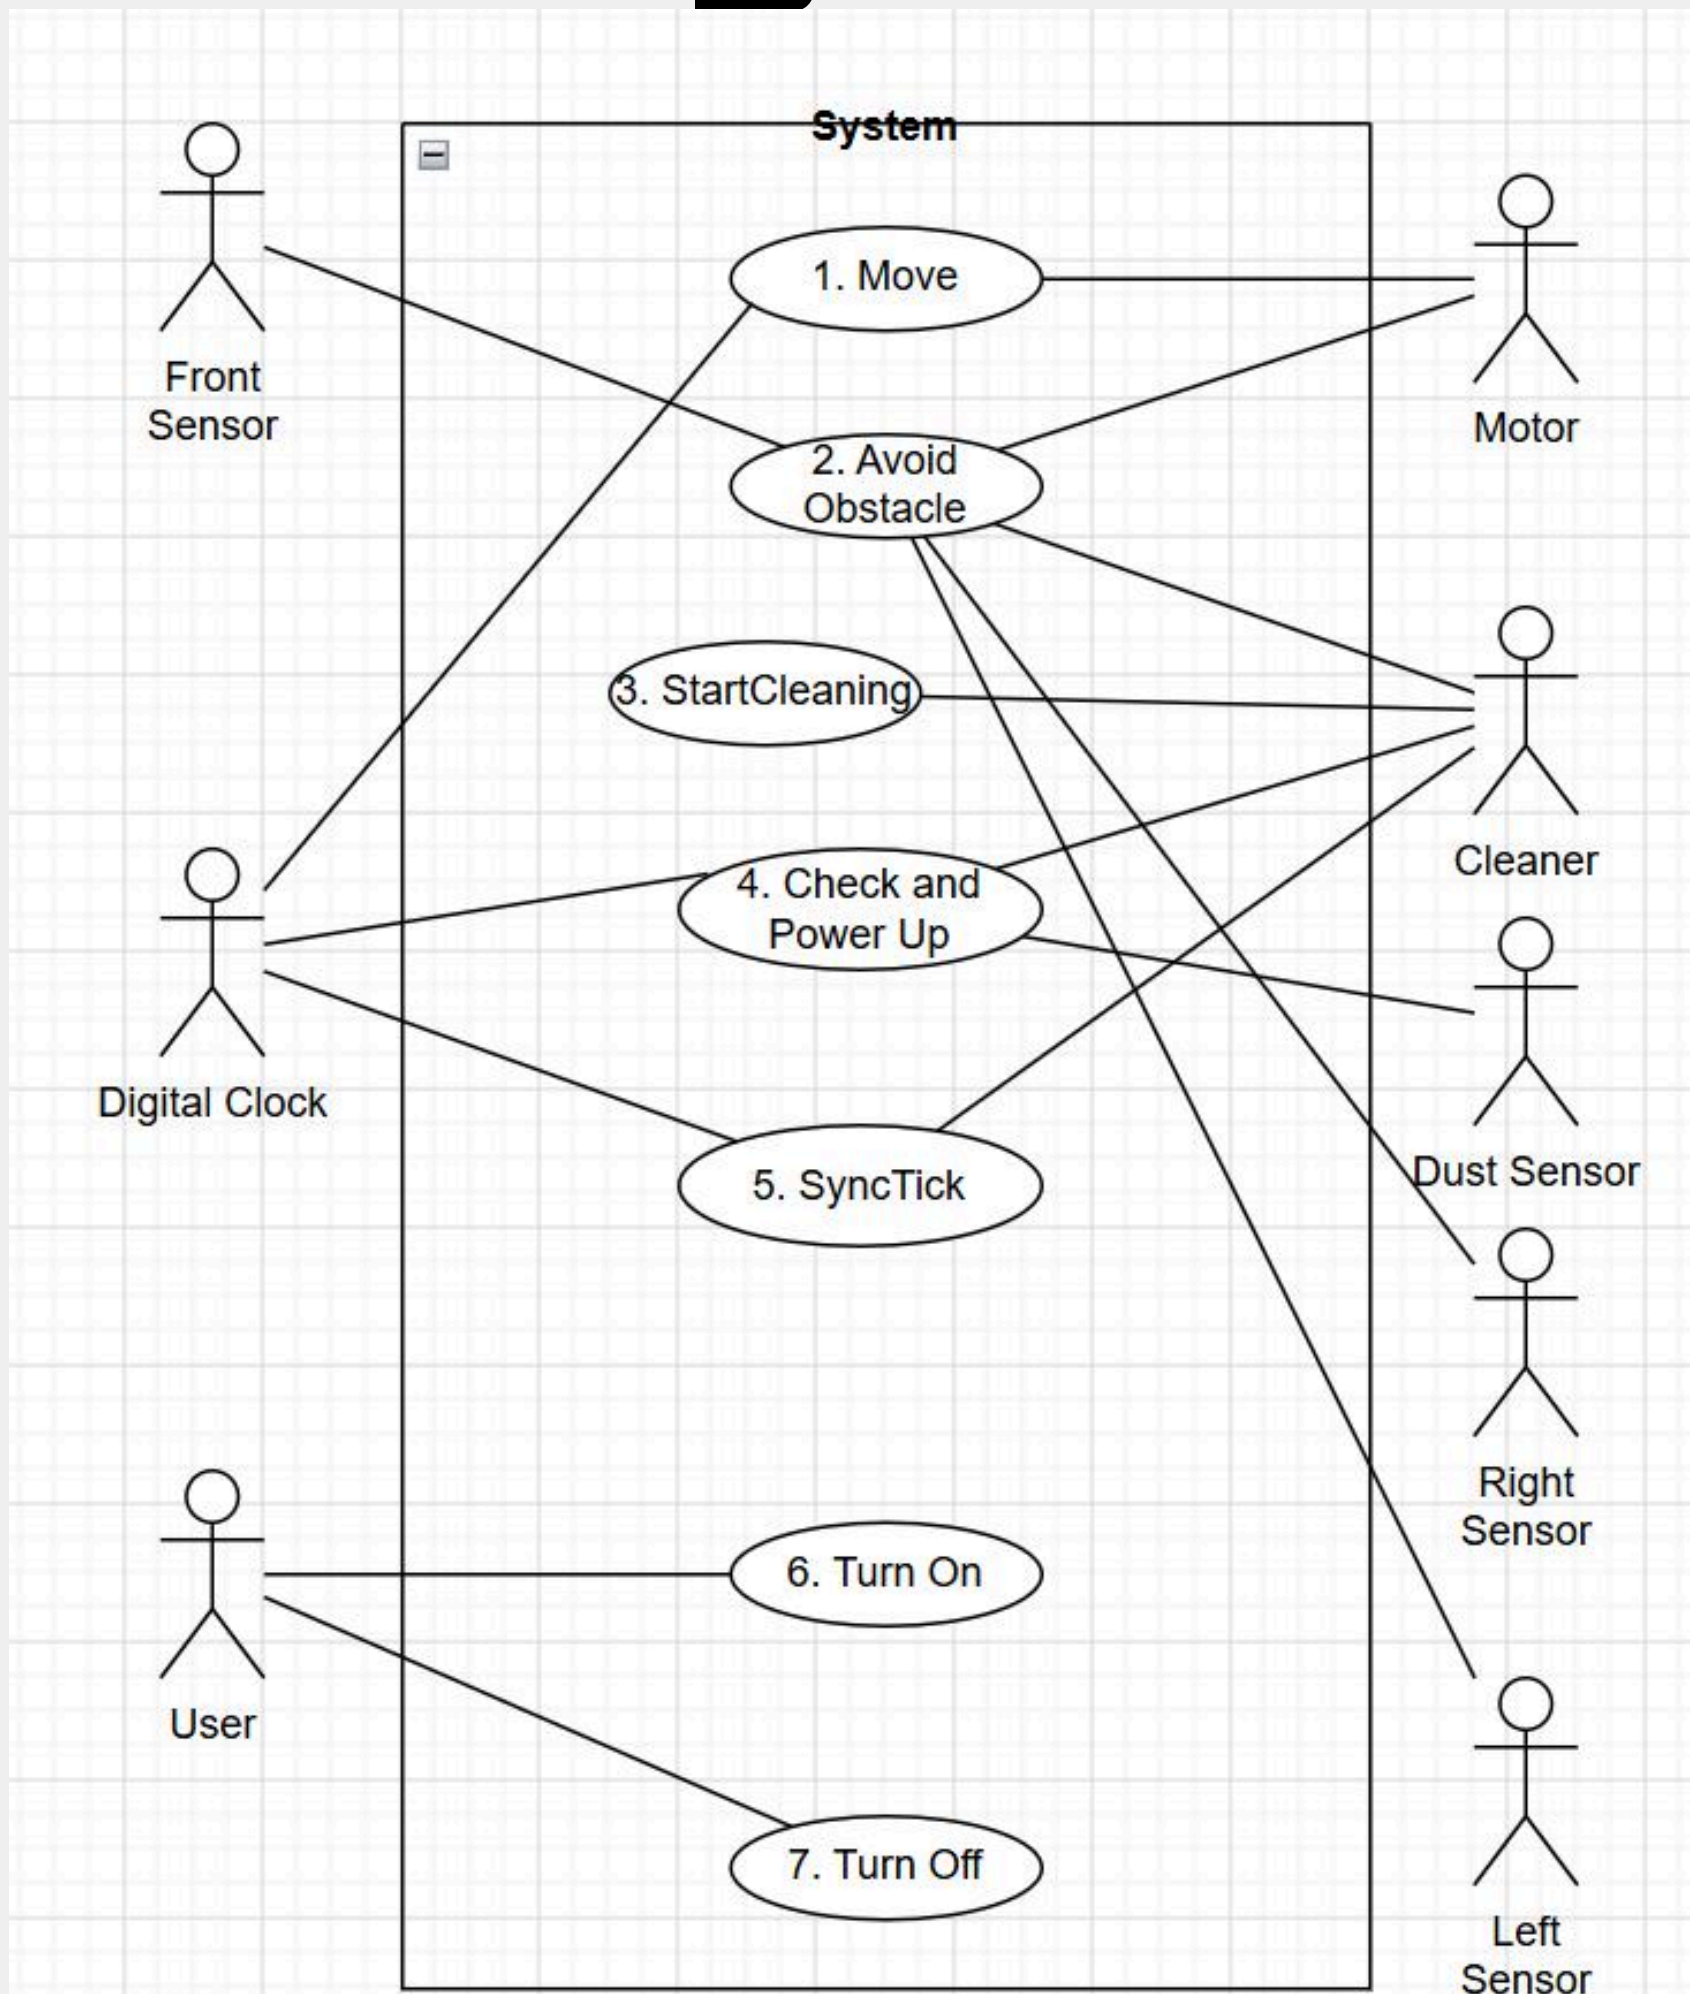 System
Front
Sensor
1. Move
Motor
2. Avoid
Obstacle
3. StartCleaning
Cleaner
4. Check and
Power Up
Digital Clock
Dust Sensor
5. SyncTick
Right
Sensor
6. Turn On
User
7. Turn Off
Left
Sensor